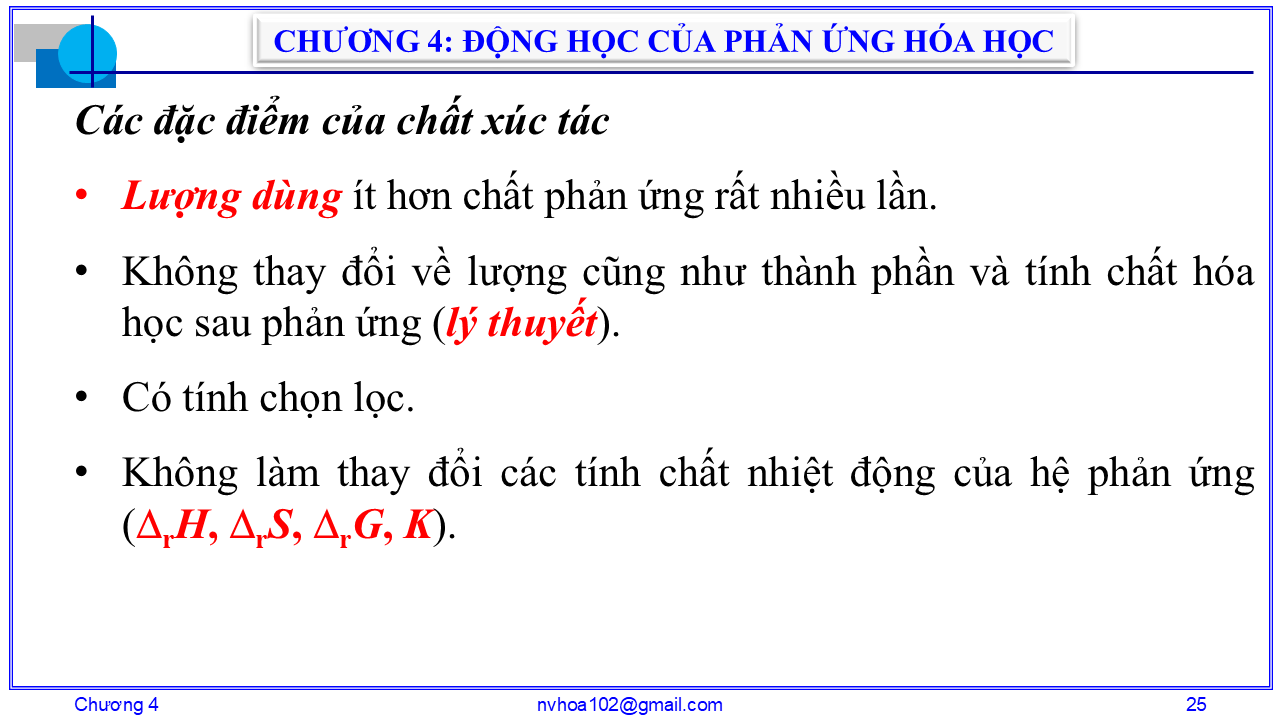 CHƯƠNG 4: ĐỘNG HỌC CỦA PHẢN ỨNG HÓA HỌC
Các đặc điểm của chất xúc tác
• Lượng dùng ít hơn chất phản ứng rất nhiều lần.
• Không thay đổi về lượng cũng như thành phần và tính chất hóa
học sau phản ứng (lý thuyết).
• Có tính chọn lọc.
• Không làm thay đổi các tính chất nhiệt động của hệ phản ứng
(ΔrH, ΔrS, ΔrG, K).
Chương 4 nvhoa102@gmail.com 25